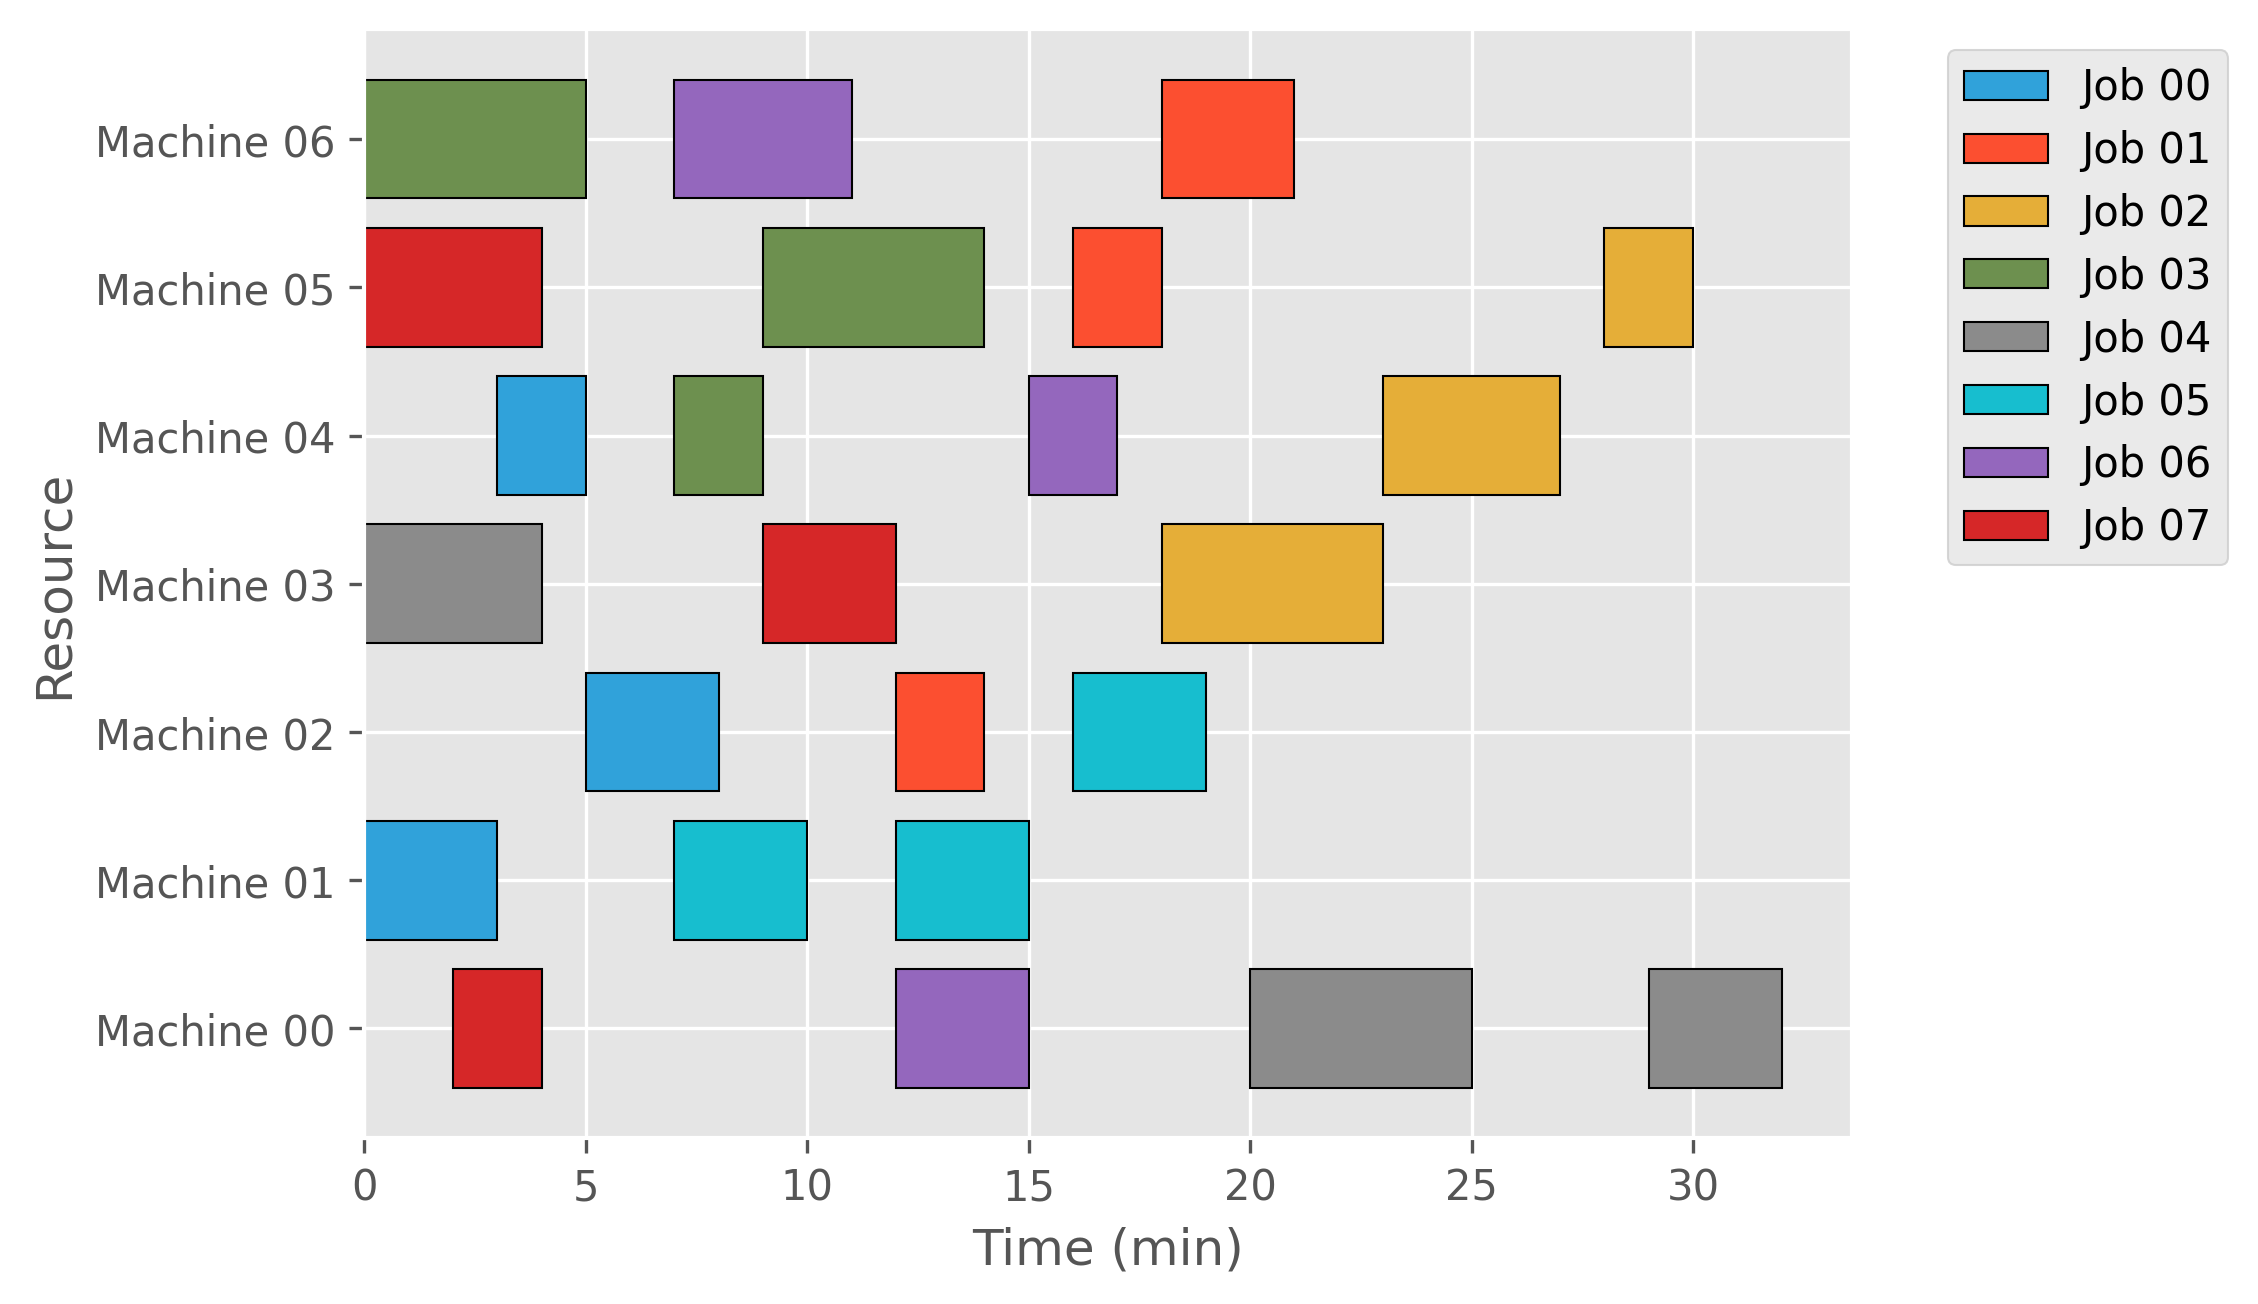 Machine 06
Machine 05
Machine 04
Machine 03
Machine 02
Machine 01
Machine 00
Resource
0 5 10 15 20 25 30
Time (min)
Job 00
Job 01
Job 02
Job 03
Job 04
Job 05
Job 06
Job 07